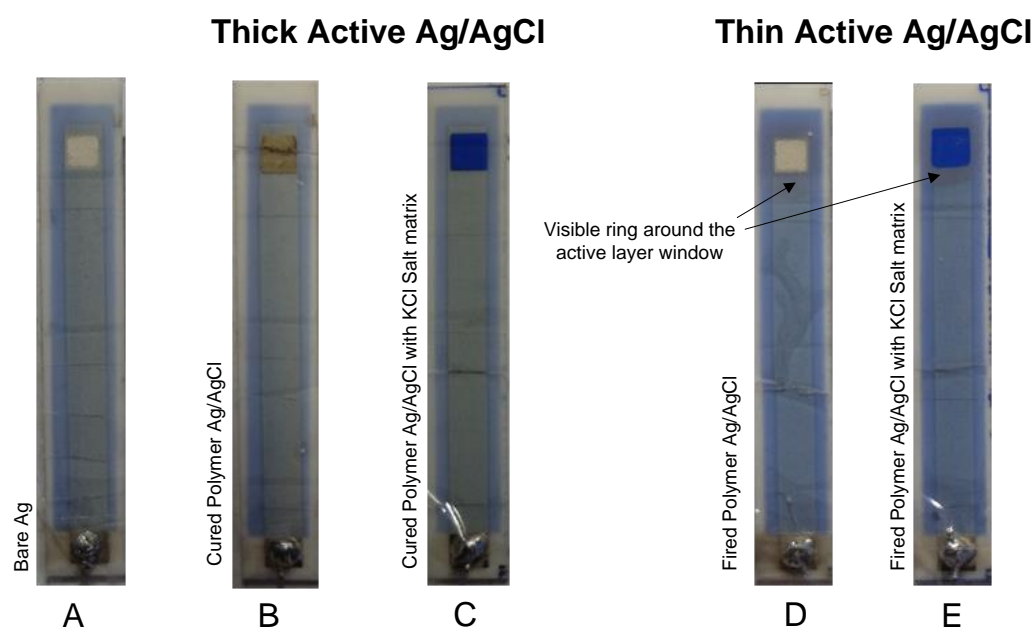 Thick Active Ag/AgCl
Thin Active Ag/AgCl
Bare Ag
Cured Polymer Ag/AgCl
Cured Polymer Ag/AgCl with KCl Salt matrix
Visible ring around the
active layer window
Fired Polymer Ag/AgCl
Fired Polymer Ag/AgCl with KCl Salt matrix
A
B
C
D
E